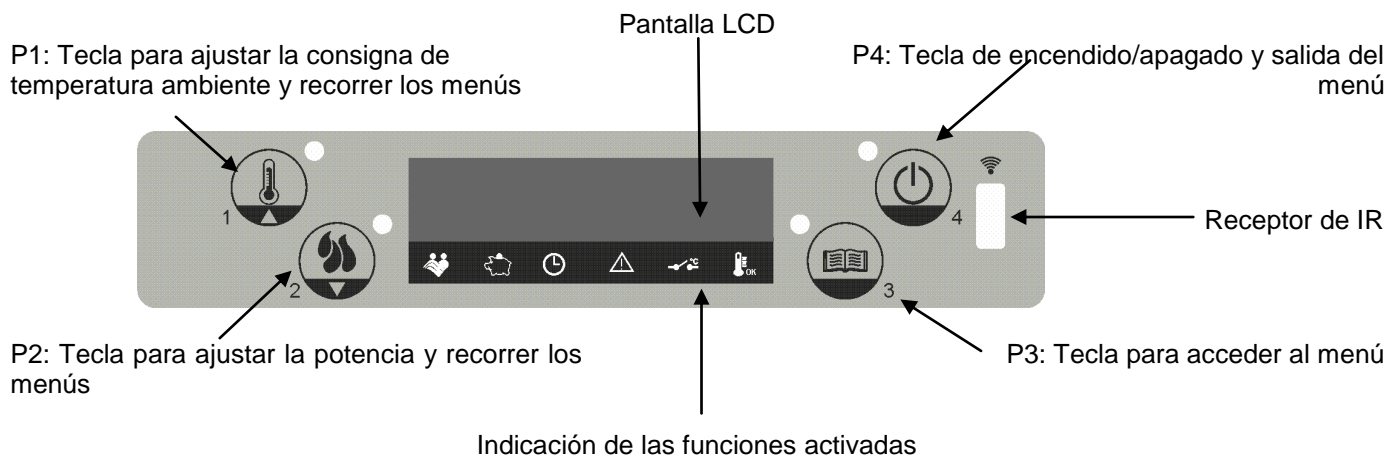 Pantalla LCD
P1: Tecla para ajustar la consigna de
temperatura ambiente y recorrer los menús
P4: Tecla de encendido/apagado y salida del
menú
1
4
Receptor de IR
2
°C
OK
3
P2: Tecla para ajustar la potencia y recorrer los
menús
P3: Tecla para acceder al menú
Indicación de las funciones activadas